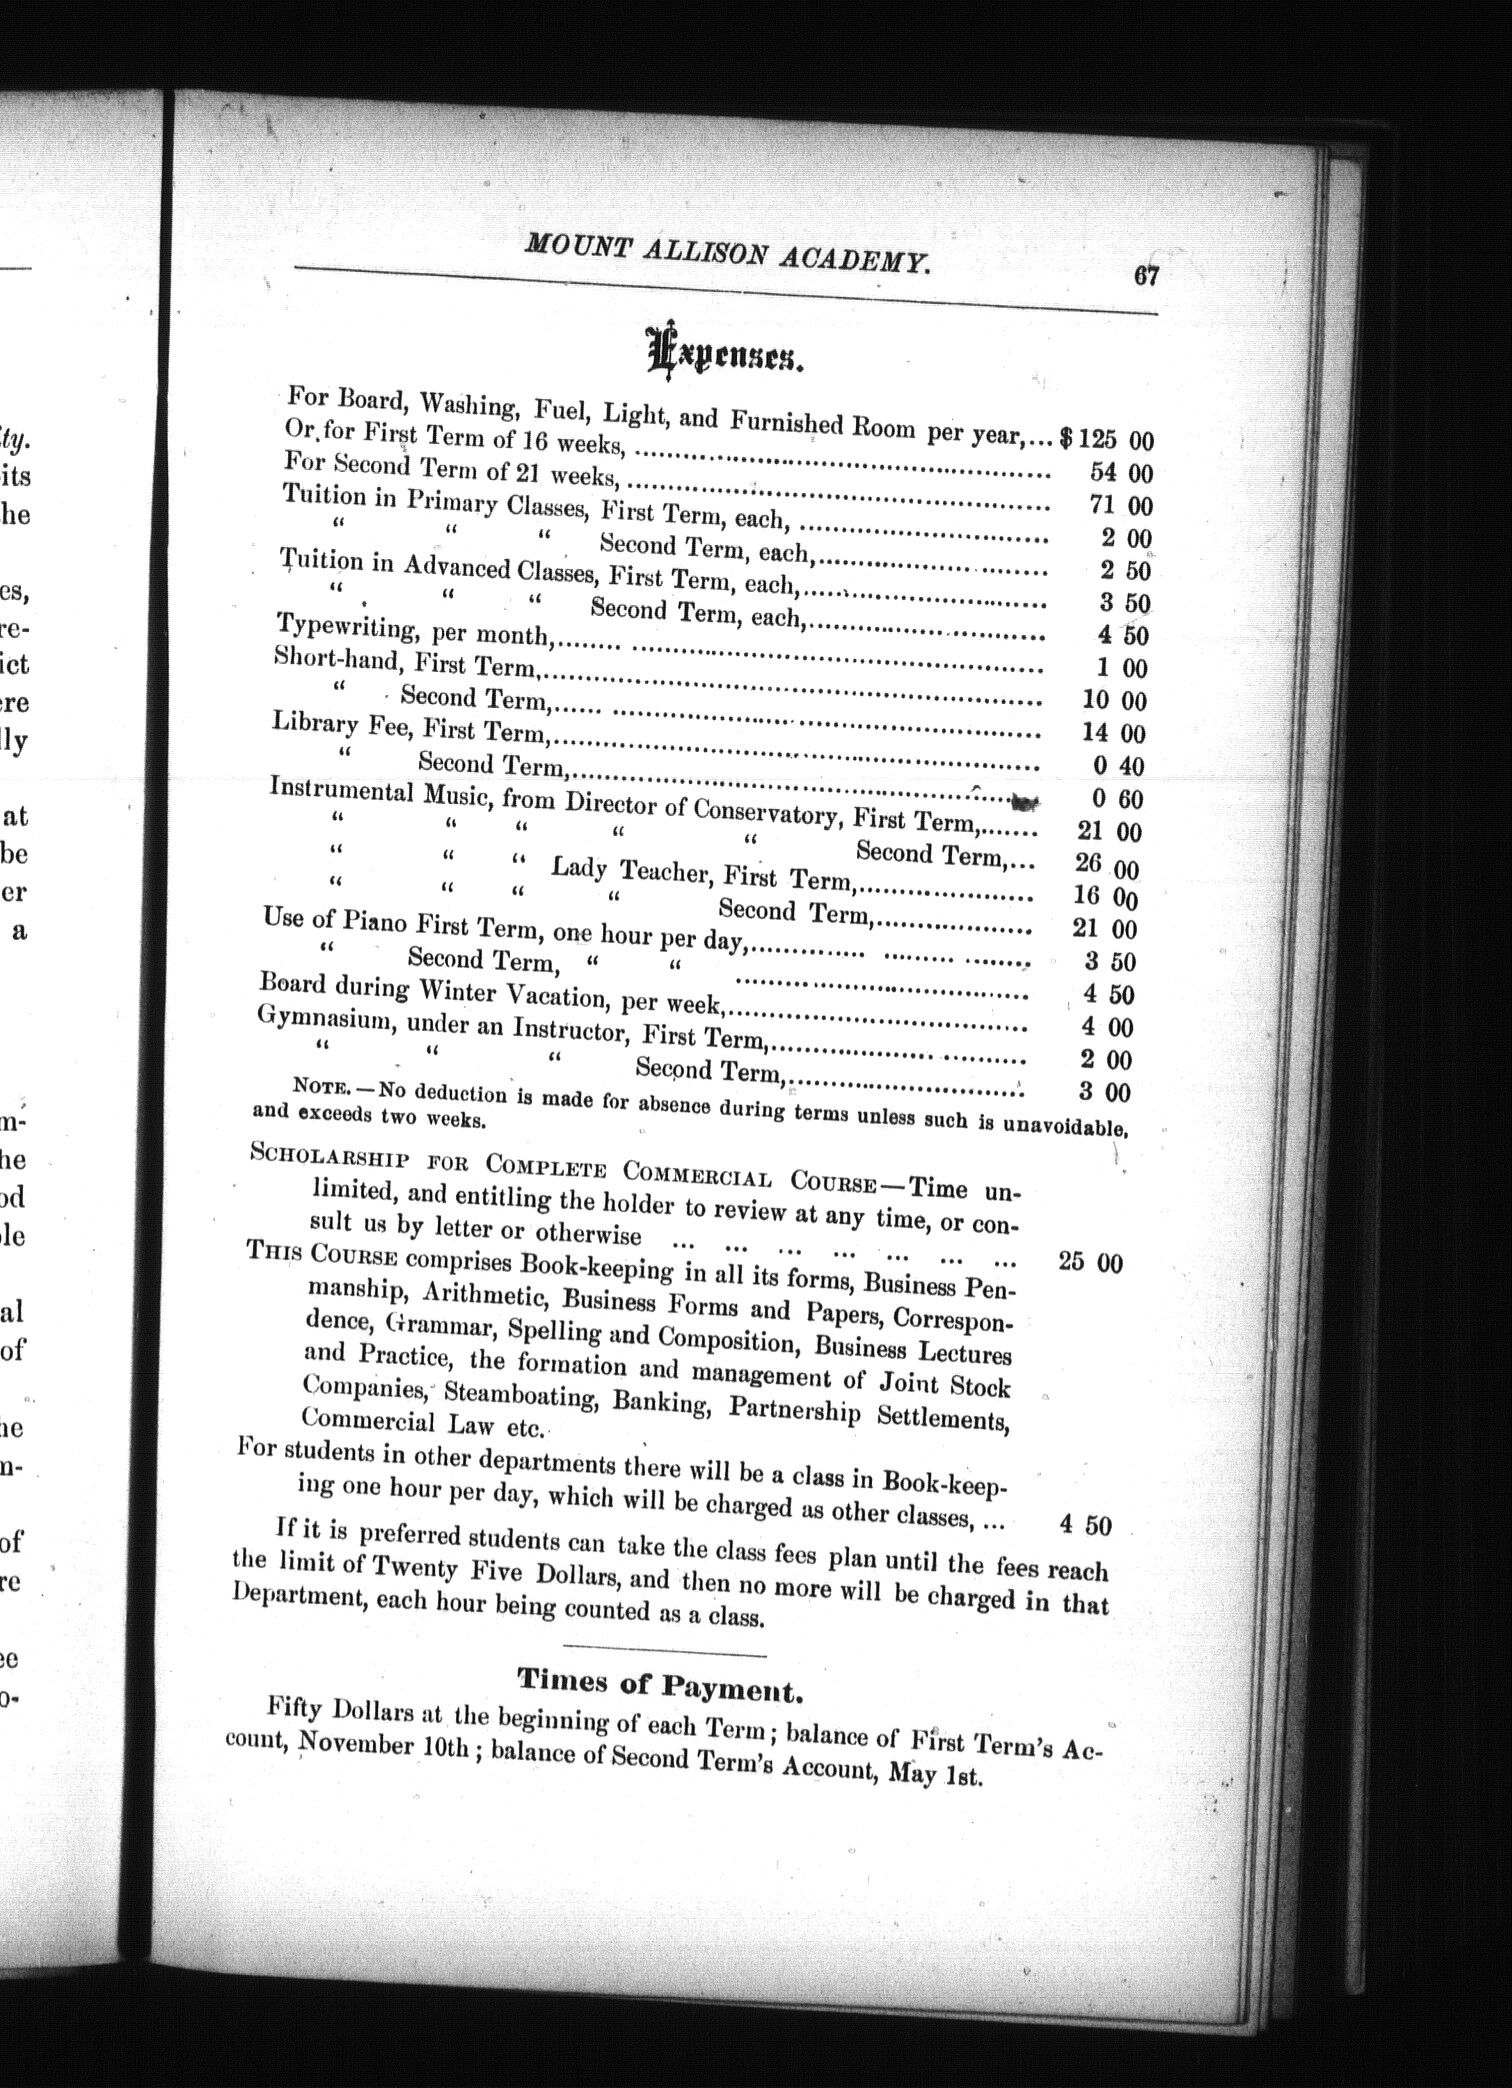 MOUNT ALLISON ACADEMY. 67
Expenses.
For Board, Washing, Fuel, Light, and Furnished Room per year,... $125 00
Or for First Term of 16 weeks, ........ 54 00
For Second Term of 21 weeks, ........ 71 00
Tuition in Primary Classes, First Term, each, ........ 2 00
“ “ “ Second Term, each,........ 2 50
Tuition in Advanced Classes, First Term, each,........ 3 50
“ “ “ Second Term, each,........ 4 50
Typewriting, per month,........ 1 00
Short-hand, First Term,........ 10 00
“ Second Term,........ 14 00
Library Fee, First Term,........ 0 40
“ Second Term,........ 0 60
Instrumental Music, from Director of Conservatory, First Term,....... 21 00
“ “ “ “ “ Second Term,... 26 00
“ “ “ Lady Teacher, First Term,........ 16 00
“ “ “ “ Second Term,........ 21 00
Use of Piano First Term, one hour per day,........ 3 50
“ Second Term, “ “ ........ 4 50
Board during Winter Vacation, per week,........ 4 00
Gymnasium, under an Instructor, First Term,........ 2 00
“ “ “ Second Term,........ 3 00
NOTE.—No deduction is made for absence during terms unless such is unavoidable,
and exceeds two weeks.
SCHOLARSHIP FOR COMPLETE COMMERCIAL COURSE—Time un-
limited, and entitling the holder to review at any time, or con-
sult us by letter or otherwise ... ... ... ... ... ... ... 25 00
THIS COURSE comprises Book-keeping in all its forms, Business Pen-
manship, Arithmetic, Business Forms and Papers, Correspon-
dence, Grammar, Spelling and Composition, Business Lectures
and Practice, the formation and management of Joint Stock
Companies, Steamboating, Banking, Partnership Settlements,
Commercial Law etc.
For students in other departments there will be a class in Book-keep-
ing one hour per day, which will be charged as other classes, ... 4 50
If it is preferred students can take the class fees plan until the fees reach
the limit of Twenty Five Dollars, and then no more will be charged in that
Department, each hour being counted as a class.
Times of Payment.
Fifty Dollars at the beginning of each Term; balance of First Term's Ac-
count, November 10th; balance of Second Term's Account, May 1st.